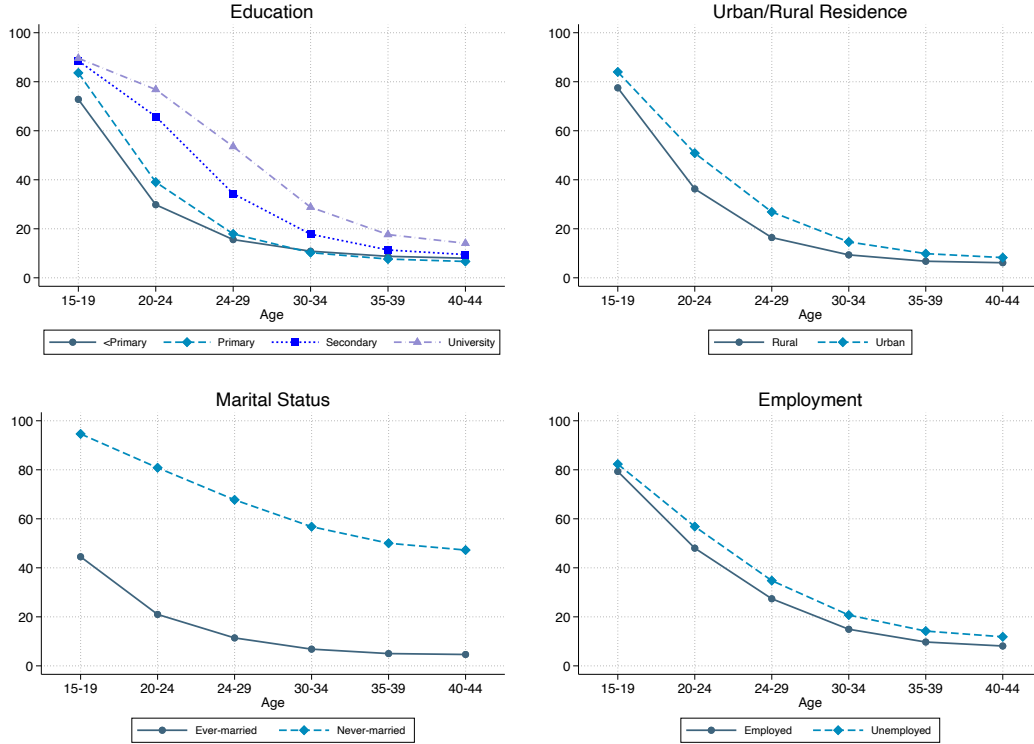 Education
100
80
60
40
20
0
15-19 20-24 24-29 30-34 35-39 40-44
Age
<Primary Primary Secondary University
Urban/Rural Residence
100
80
60
40
20
0
15-19 20-24 24-29 30-34 35-39 40-44
Age
Rural Urban
Marital Status
100
80
60
40
20
0
15-19 20-24 24-29 30-34 35-39 40-44
Age
Ever-married Never-married
Employment
100
80
60
40
20
0
15-19 20-24 24-29 30-34 35-39 40-44
Age
Employed Unemployed